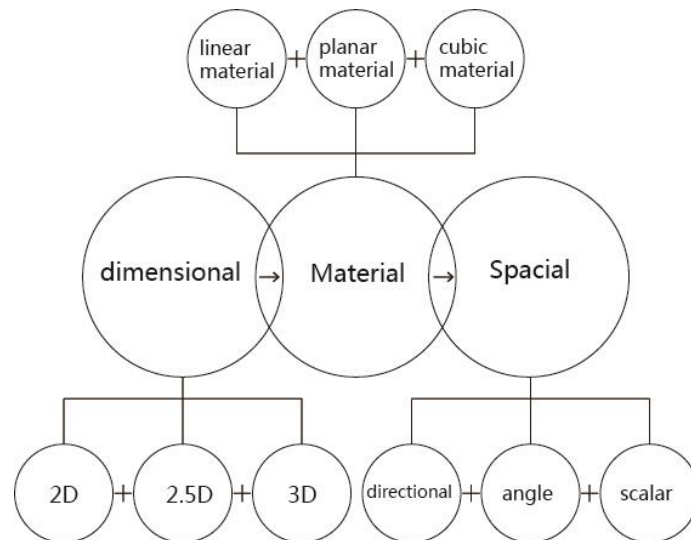 linear
material
+
planar
material
+
cubic
material
dimensional
→
Material
→
Spacial
2D
+
2.5D
+
3D
directional
+
angle
+
scalar